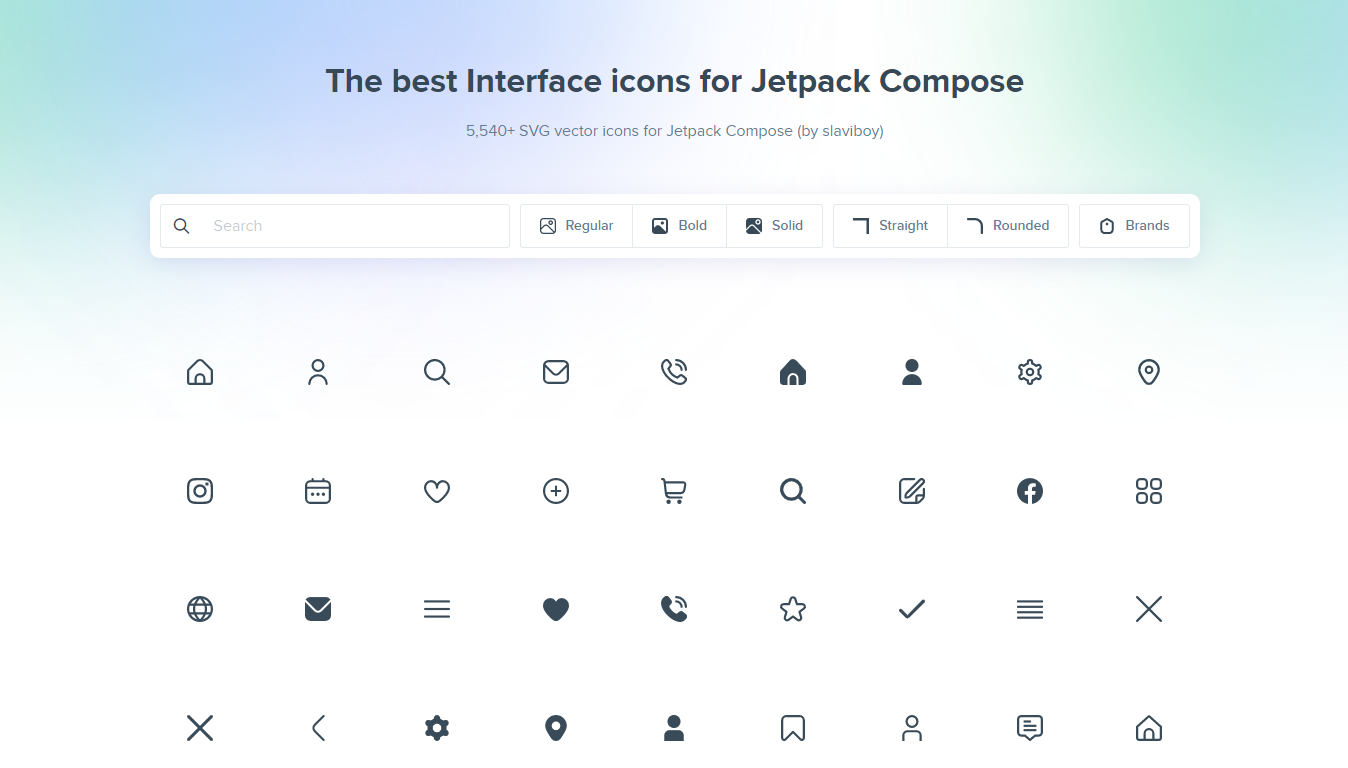 The best Interface icons for Jetpack Compose
5,540+ SVG vector icons for Jetpack Compose (by slaviboy)
Search Regular Bold Solid Straight Rounded Brands